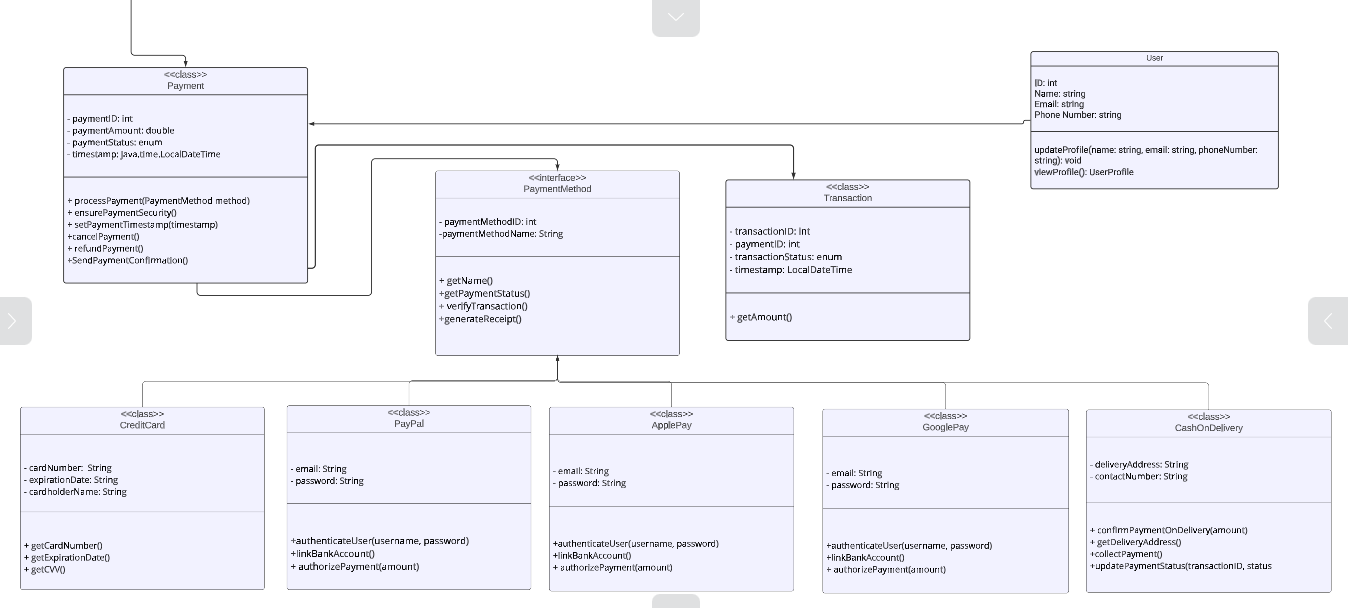 <<class>>
Payment
- paymentID: int
- paymentAmount: double
- paymentStatus: enum
- timestamp: java.time.LocalDateTime
+ processPayment(PaymentMethod method)
+ ensurePaymentSecurity()
+ setPaymentTimestamp(timestamp)
+cancelPayment()
+ refundPayment()
+SendPaymentConfirmation()
User
ID: int
Name: string
Email: string
Phone Number: string
updateProfile(name: string, email: string, phoneNumber:
string): void
viewProfile(): UserProfile
<<interface>>
PaymentMethod
- paymentMethodID: int
-paymentMethodName: String
+ getName()
+getPaymentStatus()
+ verifyTransaction()
+generateReceipt()
<<class>>
Transaction
- transactionID: int
- paymentID: int
- transactionStatus: enum
- timestamp: LocalDateTime
+ getAmount()
<<class>>
CreditCard
- cardNumber:  String
- expirationDate: String
- cardholderName: String
+ getCardNumber()
+ getExpirationDate()
+ getCVV()
<<class>>
PayPal
- email: String
- password: String
+authenticateUser(username, password)
+linkBankAccount()
+ authorizePayment(amount)
<<class>>
ApplePay
- email: String
- password: String
+authenticateUser(username, password)
+linkBankAccount()
+ authorizePayment(amount)
<<class>>
GooglePay
- email: String
- password: String
+authenticateUser(username, password)
+linkBankAccount()
+ authorizePayment(amount)
<<class>>
CashOnDelivery
- deliveryAddress: String
- contactNumber: String
+ confirmPaymentOnDelivery(amount)
+ getDeliveryAddress()
+collectPayment()
+updatePaymentStatus(transactionID, status